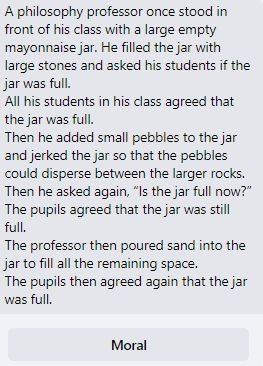 A philosophy professor once stood in
front of his class with a large empty
mayonnaise jar. He filled the jar with
large stones and asked his students if the
jar was full.
All his students in his class agreed that
the jar was full.
Then he added small pebbles to the jar
and jerked the jar so that the pebbles
could disperse between the larger rocks.
Then he asked again, “Is the jar full now?”
The pupils agreed that the jar was still
full.
The professor then poured sand into the
jar to fill all the remaining space.
The pupils then agreed again that the jar
was full.
Moral